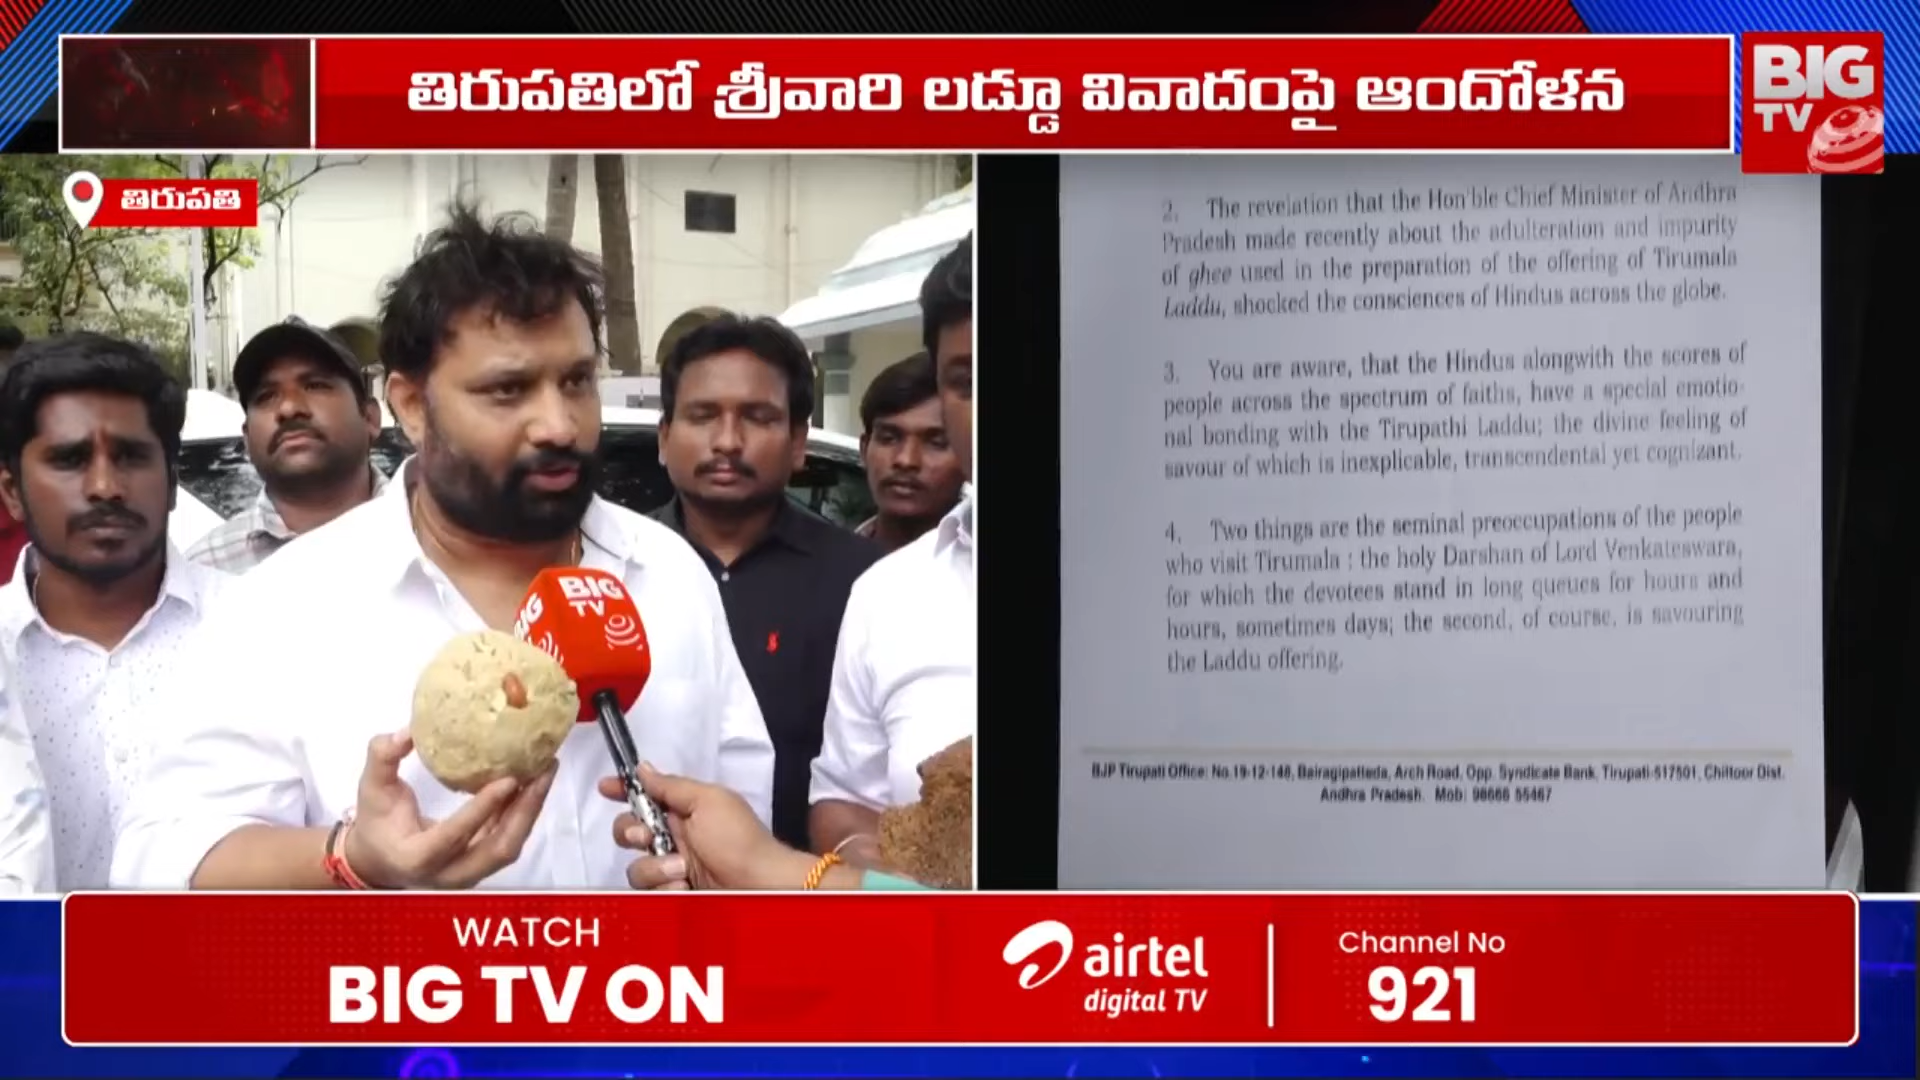 తిరుపతిలో శ్రీవారి లడ్డూ వివాదంపై ఆందోళన
BIG
TV
తిరుపతి
BIG
TV
BIG
2. The revelation that the Hon'ble Chief Minister of Andhra
Pradesh made recently about the adulteration and impurity
of ghee used in the preparation of the offering of Tirumala
Laddu, shocked the consciences of Hindus across the globe.
3. You are aware, that the Hindus alongwith the scores of
people across the spectrum of faiths, have a special emotio-
nal bonding with the Tirupathi Laddu; the divine feeling of
savour of which is inexplicable, transcendental yet cognizant.
4. Two things are the seminal preoccupations of the people
who visit Tirumala : the holy Darshan of Lord Venkateswara,
for which the devotees stand in long queues for hours and
hours, sometimes days; the second, of course, is savouring
the Laddu offering.
BJP Tirupati Office: No.19-12-148, Bairagipatteda, Arch Road, Opp. Syndicate Bank, Tirupati-517501, Chittoor Dist.
Andhra Pradesh. Mob: 98666 55467
WATCH
BIG TV ON
airtel
digital TV
Channel No
921